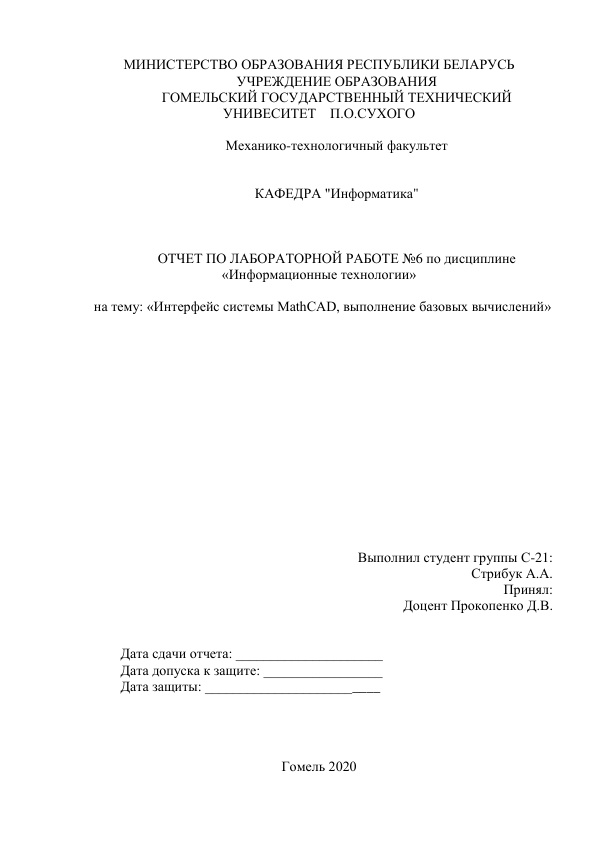 МИНИСТЕРСТВО ОБРАЗОВАНИЯ РЕСПУБЛИКИ БЕЛАРУСЬ
УЧРЕЖДЕНИЕ ОБРАЗОВАНИЯ
ГОМЕЛЬСКИЙ ГОСУДАРСТВЕННЫЙ ТЕХНИЧЕСКИЙ
УНИВЕСИТЕТ П.О.СУХОГО
Механико-технологичный факультет
КАФЕДРА "Информатика"
ОТЧЕТ ПО ЛАБОРАТОРНОЙ РАБОТЕ №6 по дисциплине
«Информационные технологии»
на тему: «Интерфейс системы MathCAD, выполнение базовых вычислений»
Выполнил студент группы С-21:
Стрибук А.А.
Принял:
Доцент Прокопенко Д.В.
Дата сдачи отчета: _____________________
Дата допуска к защите: _________________
Дата защиты: _________________________
Гомель 2020